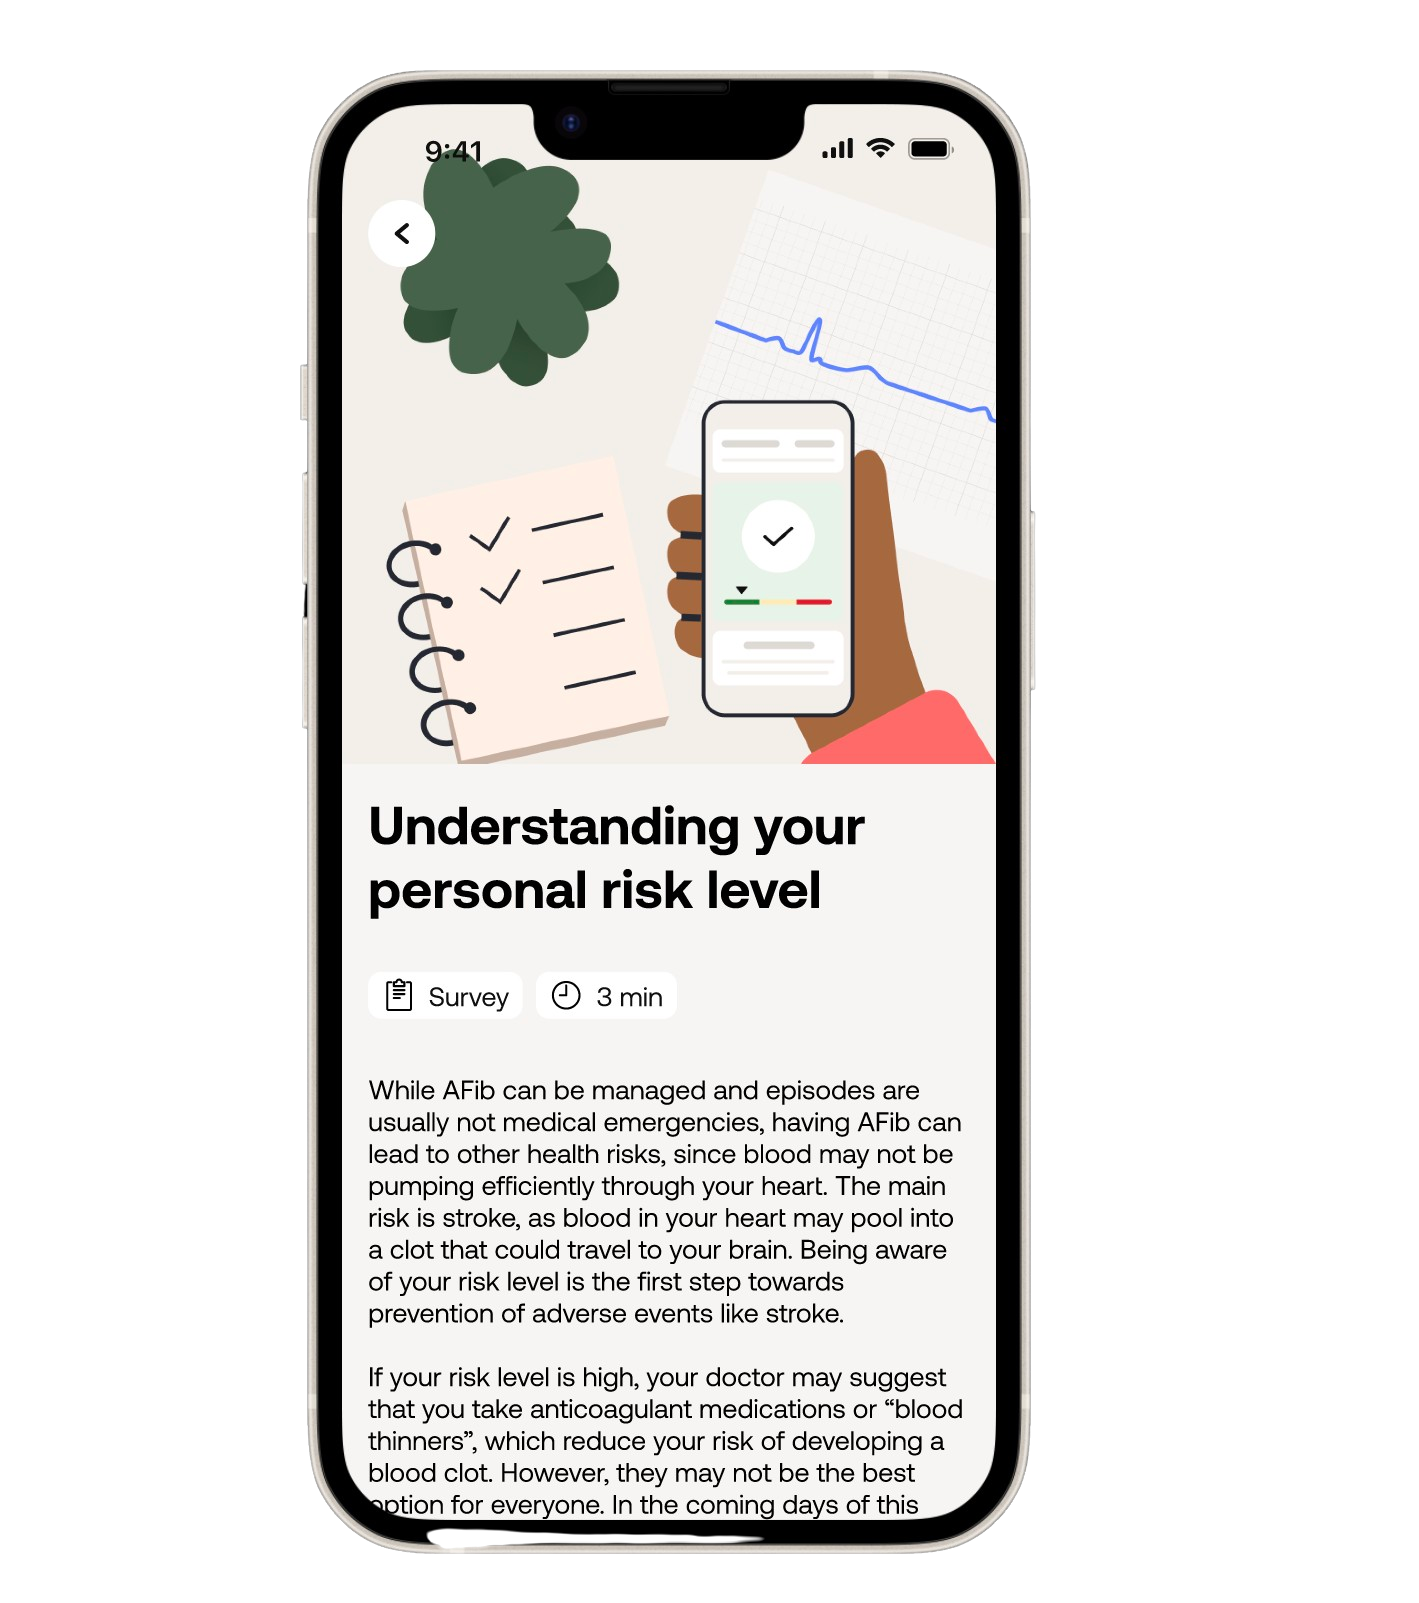 9:41
Understanding your
personal risk level
Survey
3 min
While AFib can be managed and episodes are
usually not medical emergencies, having AFib can
lead to other health risks, since blood may not be
pumping efficiently through your heart. The main
risk is stroke, as blood in your heart may pool into
a clot that could travel to your brain. Being aware
of your risk level is the first step towards
prevention of adverse events like stroke.
If your risk level is high, your doctor may suggest
that you take anticoagulant medications or “blood
thinners”, which reduce your risk of developing a
blood clot. However, they may not be the best
option for everyone. In the coming days of this